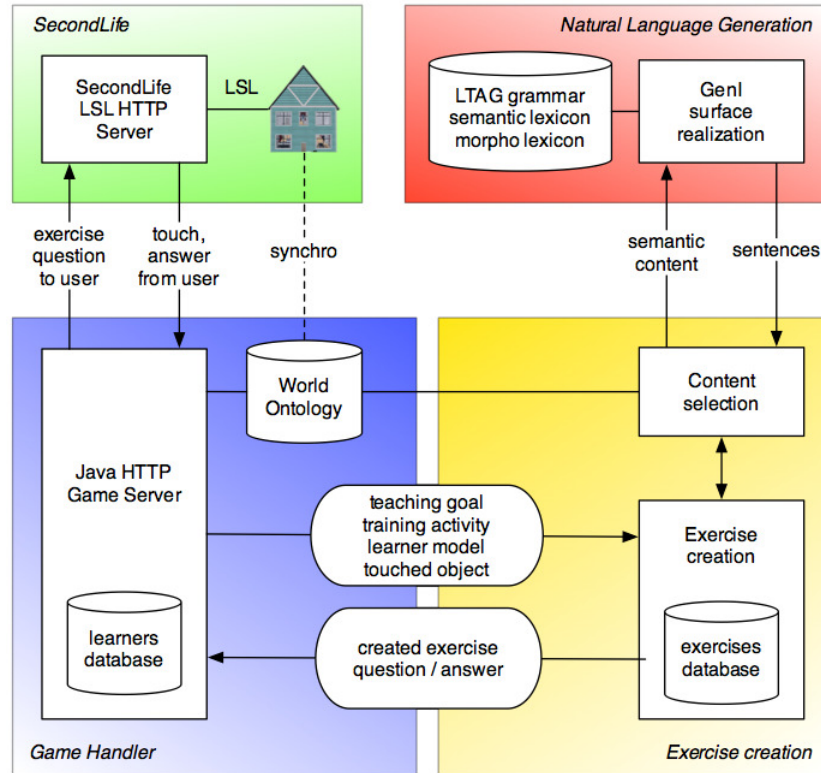 SecondLife
SecondLife
LSL HTTP
Server
LSL
Natural Language Generation
LTAG grammar
semantic lexicon
morpho lexicon
GenI
surface
realization
exercise
question
to user
touch,
answer
from user
synchro
semantic
content
sentences
World
Ontology
Content
selection
Java HTTP
Game Server
teaching goal
training activity
learner model
touched object
Exercise
creation
learners
database
created exercise
question / answer
exercises
database
Game Handler
Exercise creation